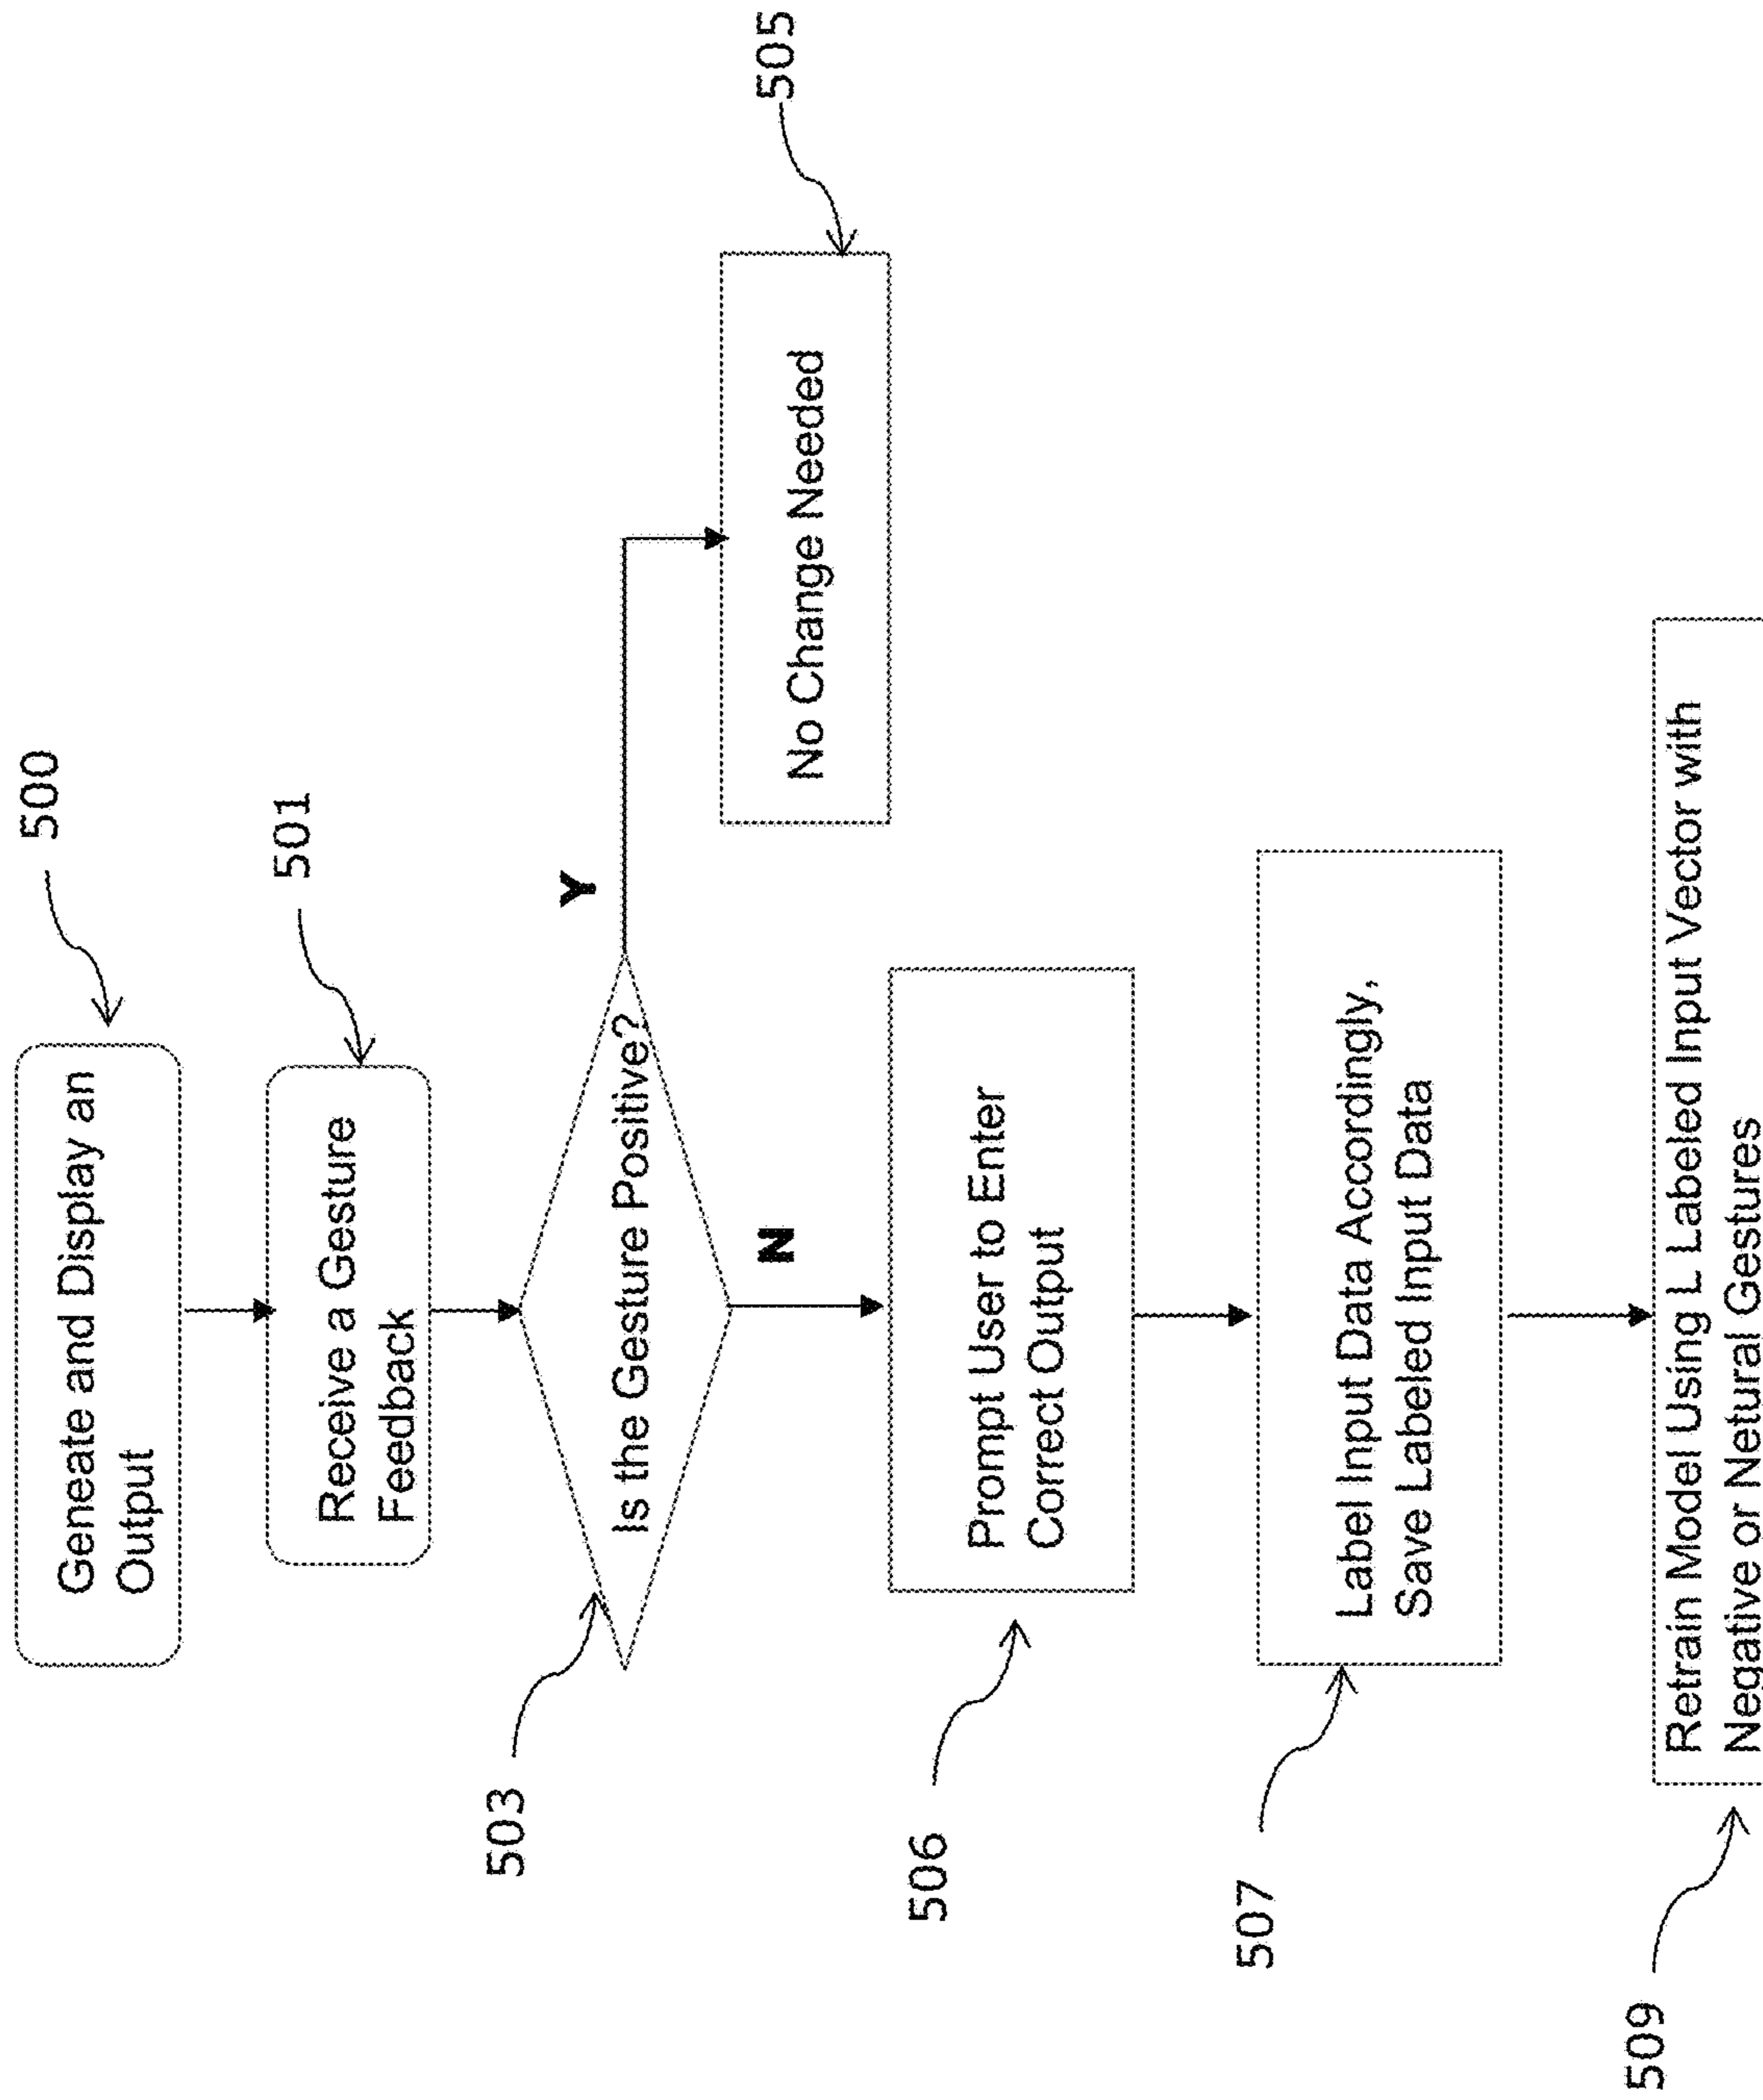 500
Geneate and Display an
Output
501
Receive a Gesture
Feedback
503
Is the Gesture Positive?
Y
505
No Change Needed
N
506
Prompt User to Enter
Correct Output
507
Label Input Data Accordingly,
Save Labeled Input Data
509
Retrain Model Using L Labeled Input Vector with
Negative or Netural Gestures